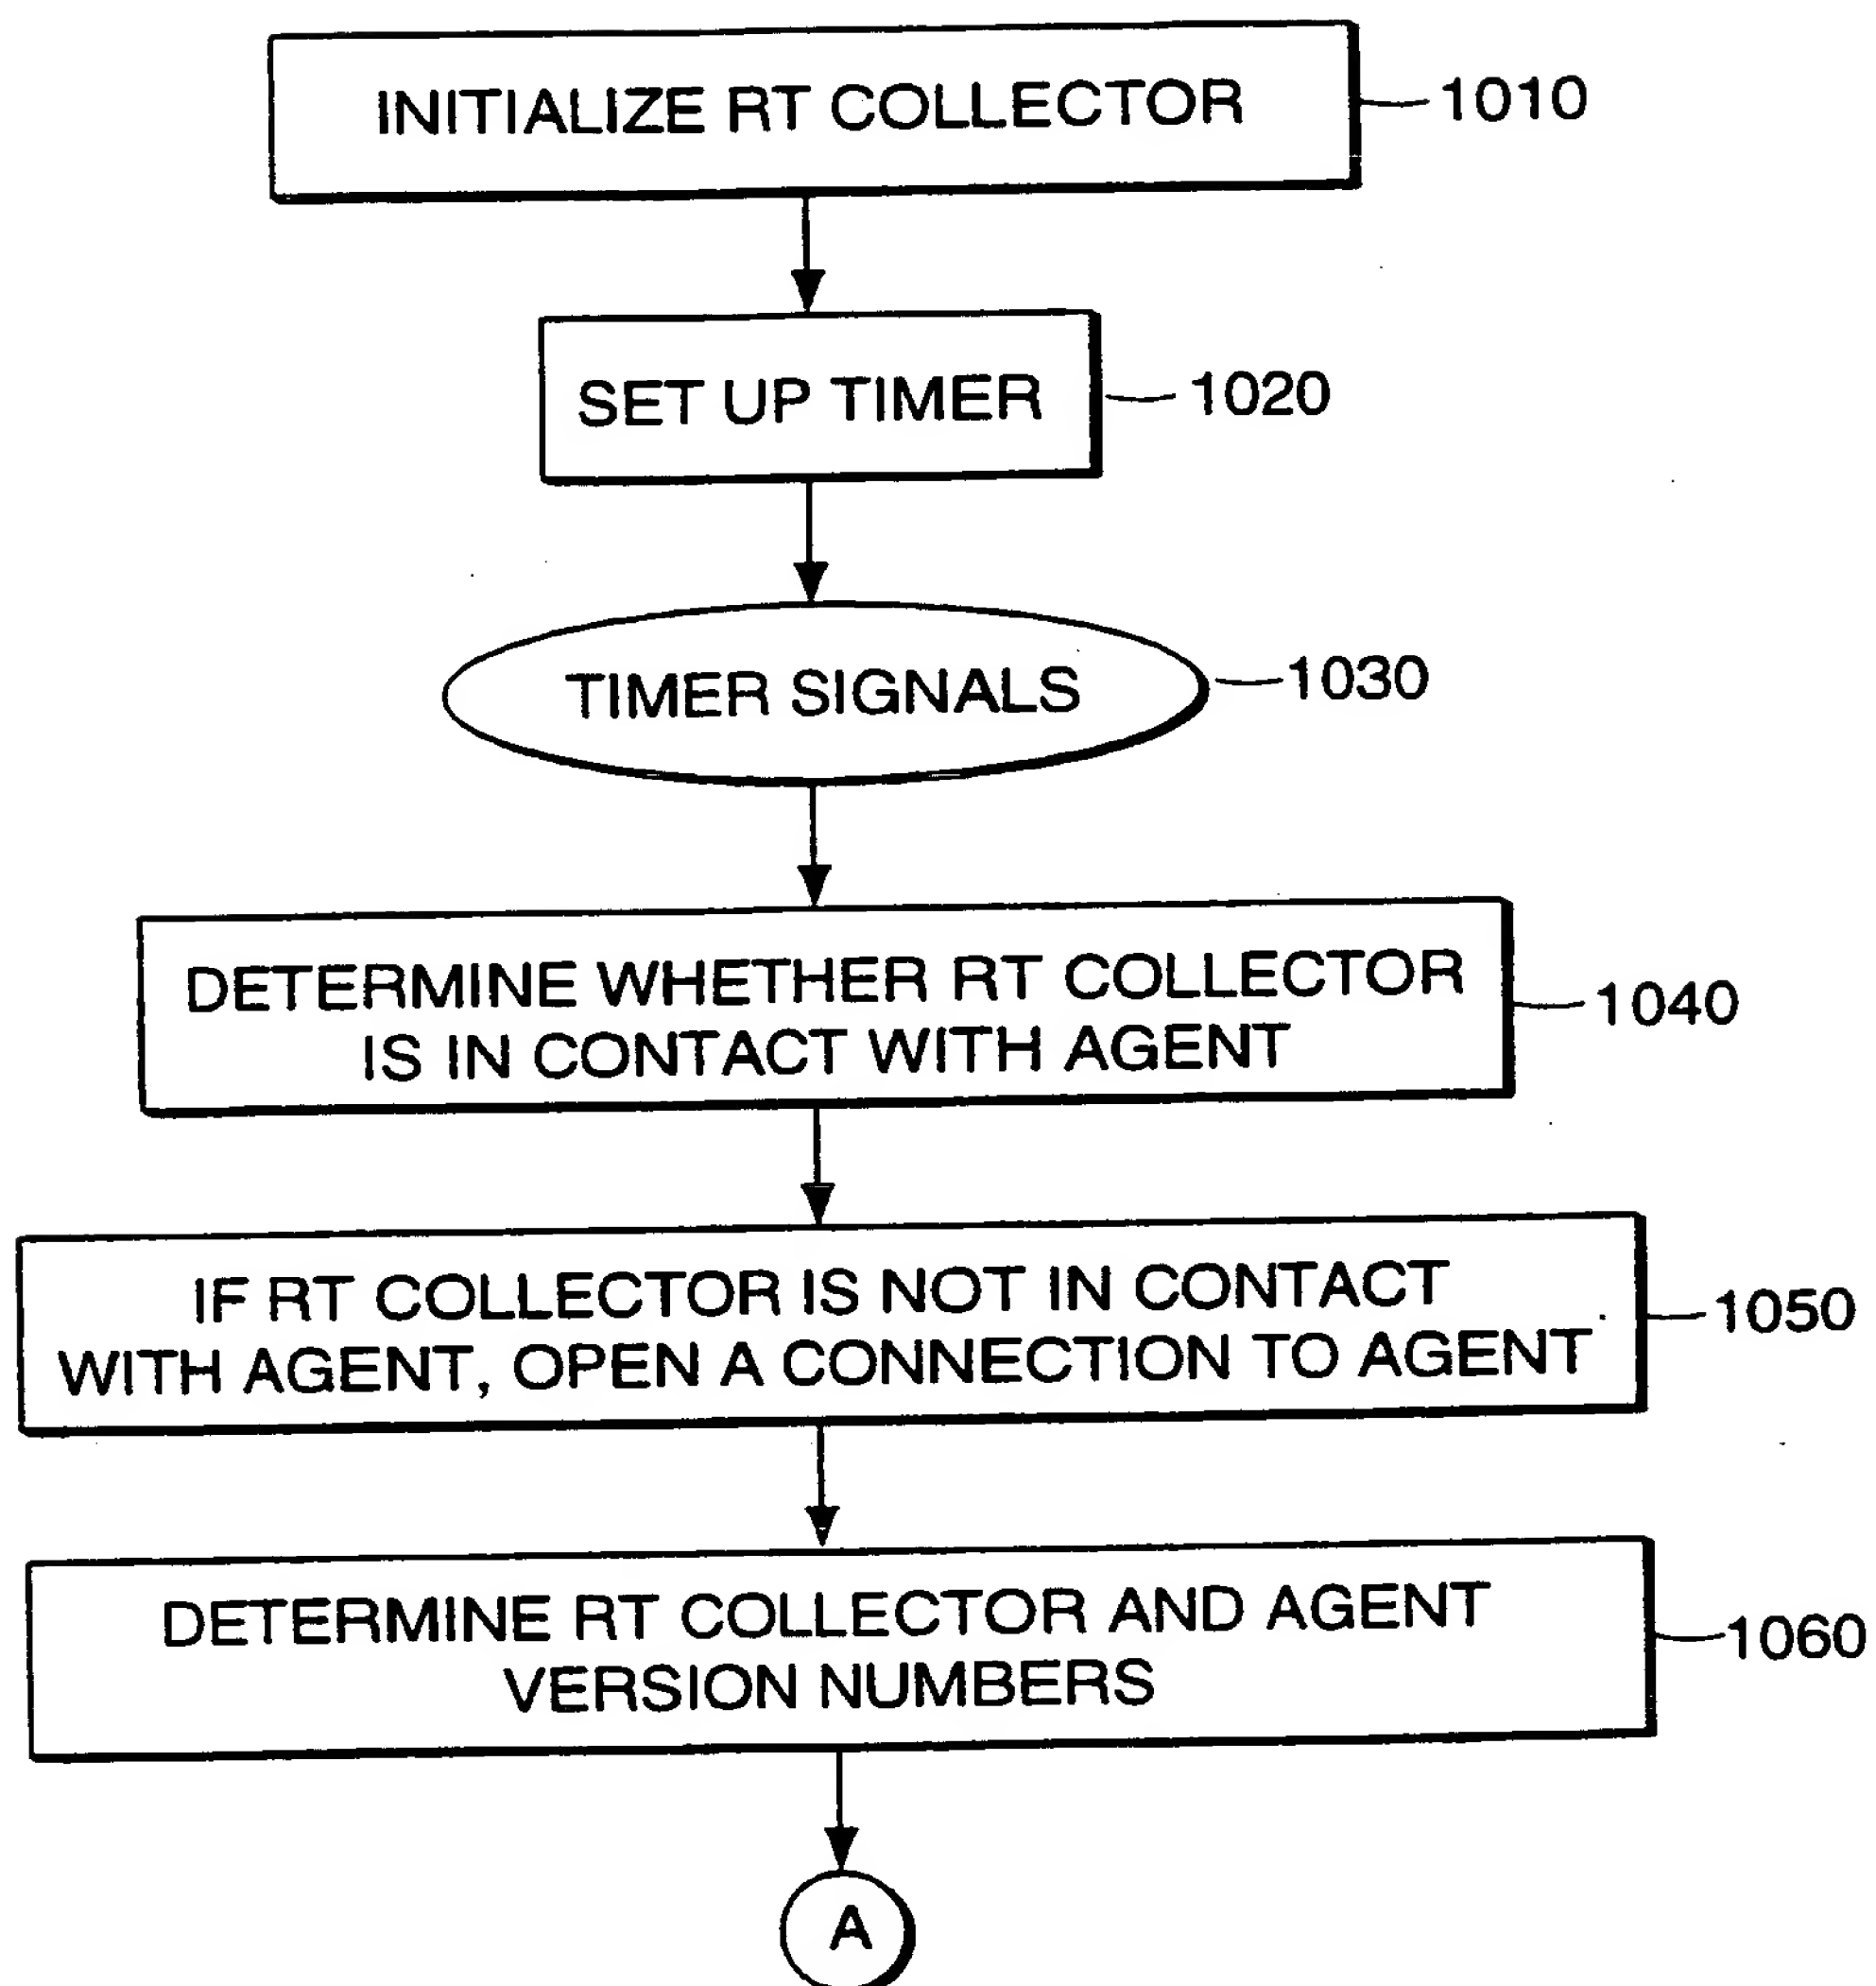 INITIALIZE RT COLLECTOR
1010
SET UP TIMER
1020
TIMER SIGNALS
1030
DETERMINE WHETHER RT COLLECTOR
IS IN CONTACT WITH AGENT
1040
IF RT COLLECTOR IS NOT IN CONTACT
WITH AGENT, OPEN A CONNECTION TO AGENT
1050
DETERMINE RT COLLECTOR AND AGENT
VERSION NUMBERS
1060
A